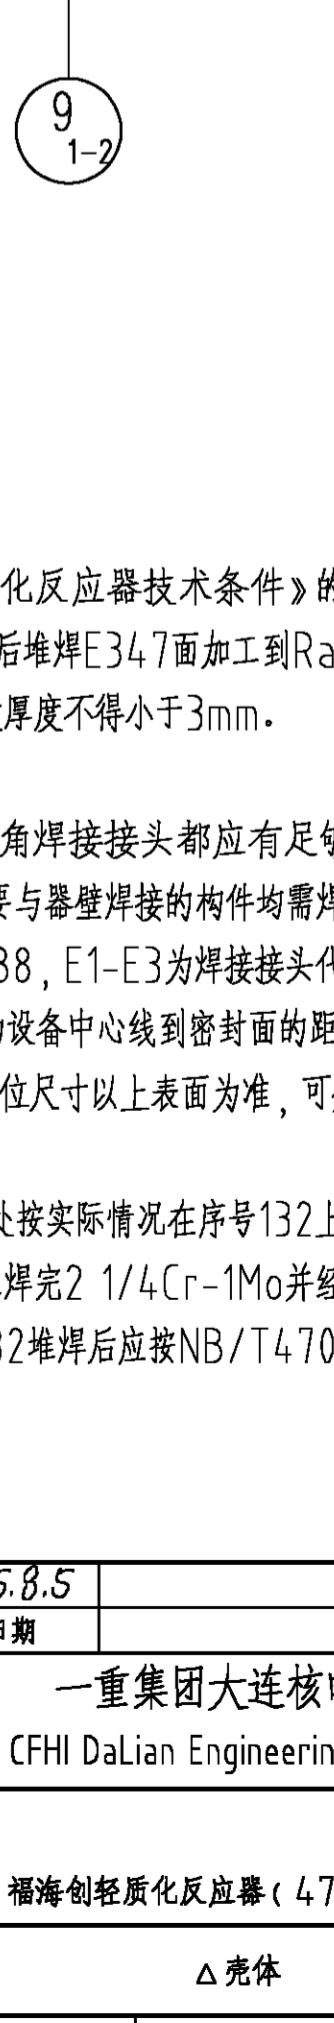 9
1-2
化反应器技术条件》的
后堆焊E347面加工到Ra
厚度不得小于3mm。
角焊接接头都应有足
与器壁焊接的构件均需
38，E1-E3为焊接接头
设备中心线到密封面的距
位尺寸以上表面为准，可
按实际情况在序号132上
焊完2 1/4Cr-1Mo并经
32堆焊后应按NB/T470
5.8.5
期
一重集团大连核
CFHI DaLian Engineerin
福海创轻质化反应器(47
△壳体